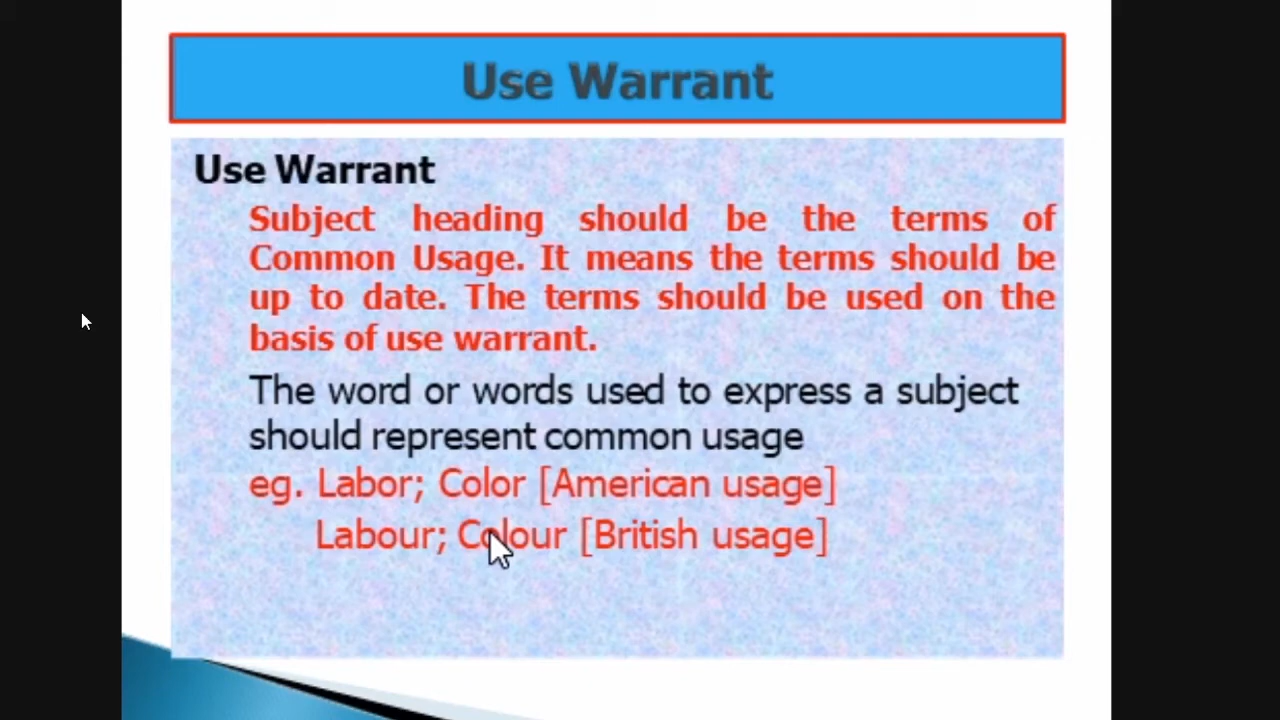 Use Warrant
Use Warrant
Subject heading should be the terms of
Common Usage. It means the terms should be
up to date. The terms should be used on the
basis of use warrant.
The word or words used to express a subject
should represent common usage
eg. Labor; Color [American usage]
Labour; Colour [British usage]